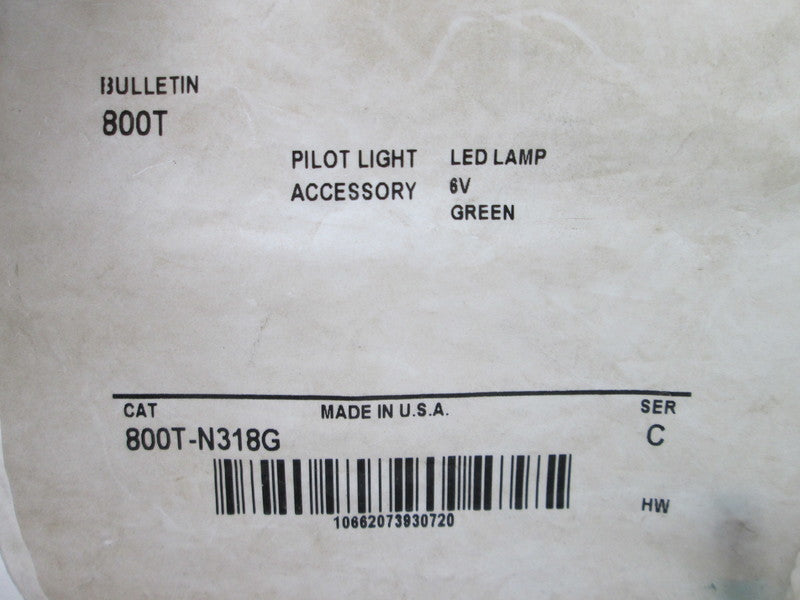 BULLETIN
800T
PILOT LIGHT LED LAMP
ACCESSORY 6V
GREEN
CAT MADE IN U.S.A. SER
800T-N318G C
10662073930720
HW